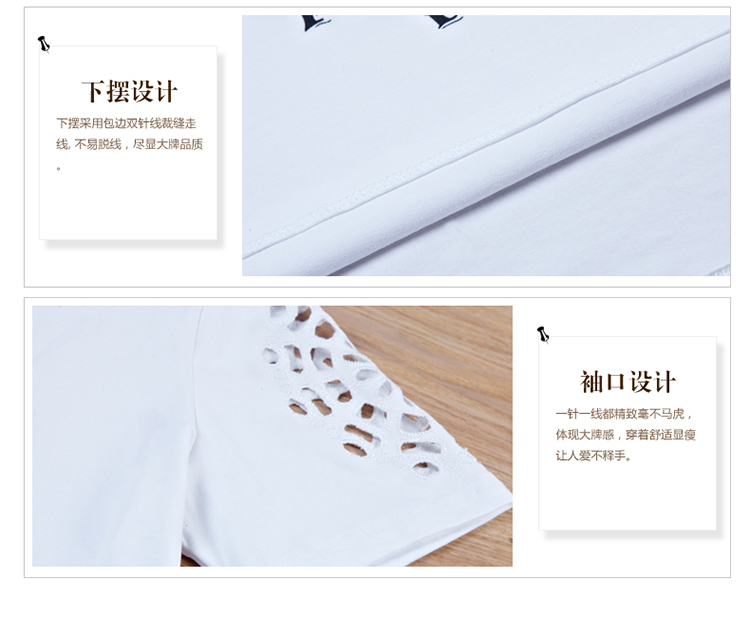 下摆设计
下摆采用包边双针线裁缝走
线, 不易脱线，尽显大牌品质
。
袖口设计
一针一线都精致毫不马虎，
体现大牌感，穿着舒适显瘦
让人爱不释手。